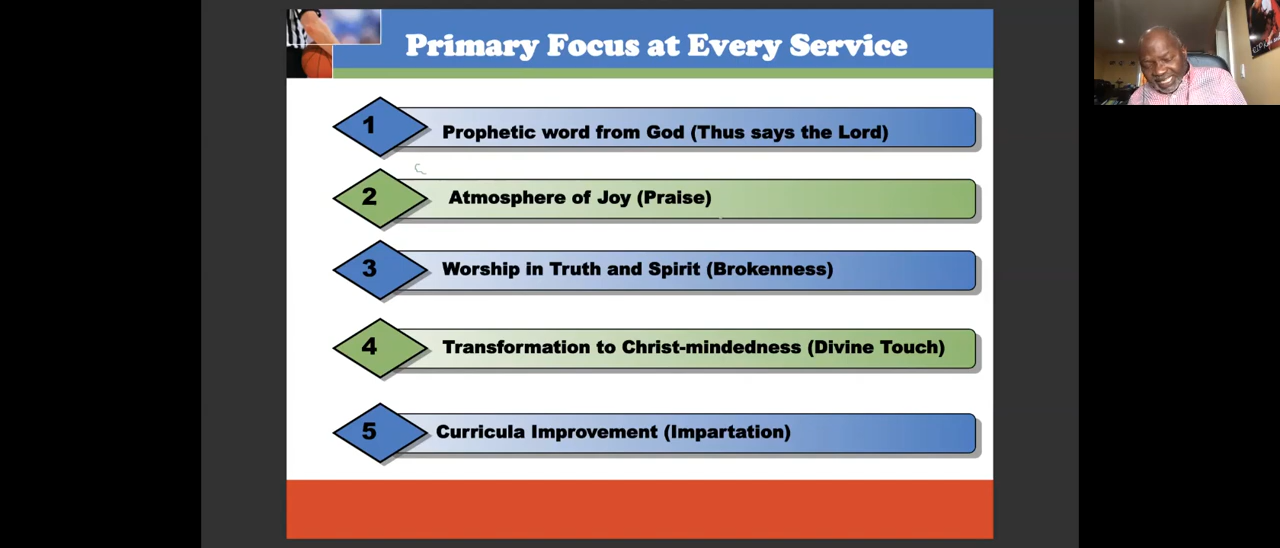 Primary Focus at Every Service
1
Prophetic word from God (Thus says the Lord)
2
Atmosphere of Joy (Praise)
3
Worship in Truth and Spirit (Brokenness)
4
Transformation to Christ-mindedness (Divine Touch)
5
Curricula Improvement (Impartation)